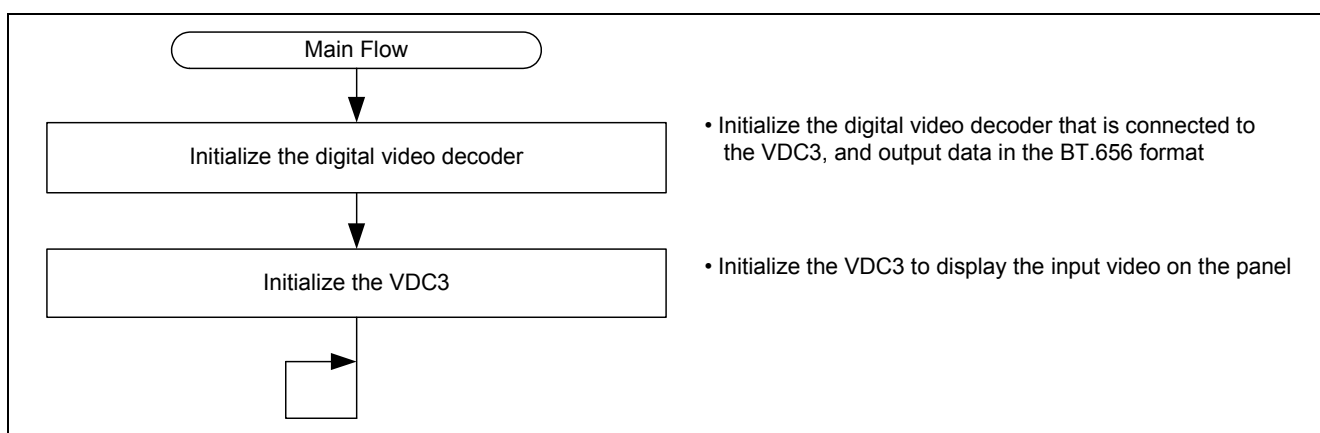 Main Flow
Initialize the digital video decoder
• Initialize the digital video decoder that is connected to
the VDC3, and output data in the BT.656 format
Initialize the VDC3
• Initialize the VDC3 to display the input video on the panel